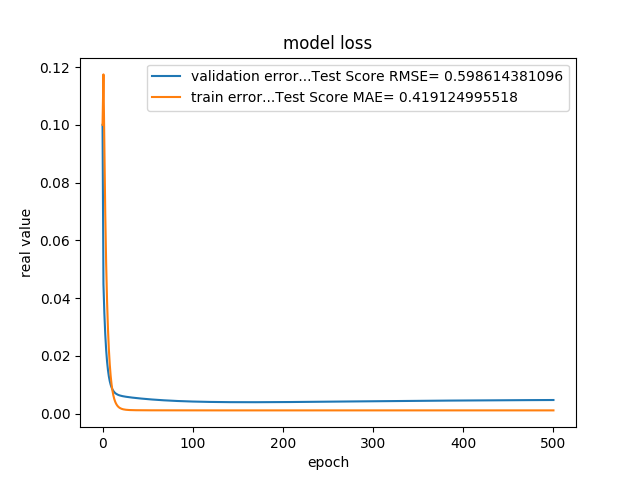 model loss
validation error...Test Score RMSE= 0.598614381096
train error...Test Score MAE= 0.419124995518
real value
0.12
0.10
0.08
0.06
0.04
0.02
0.00
0 100 200 300 400 500
epoch